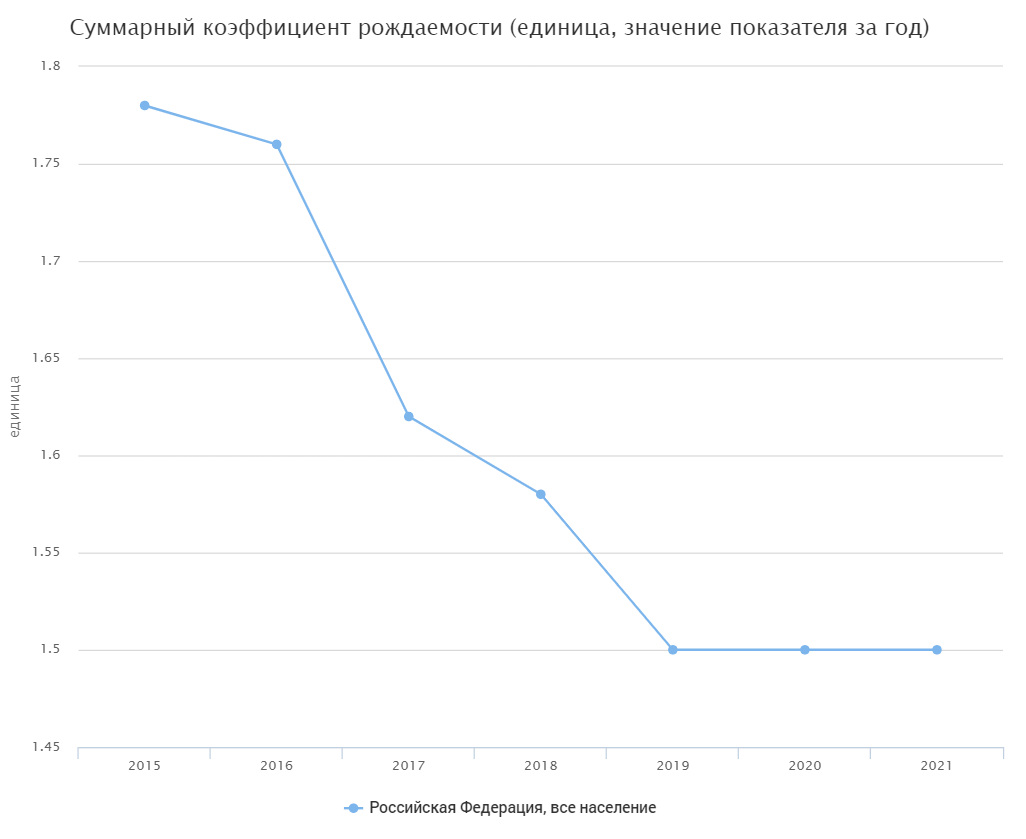 Суммарный коэффициент рождаемости (единица, значение показателя за год)
1.8
1.75
1.7
1.65
1.6
1.55
1.5
1.45
единица
2015 2016 2017 2018 2019 2020 2021
Российская Федерация, все население